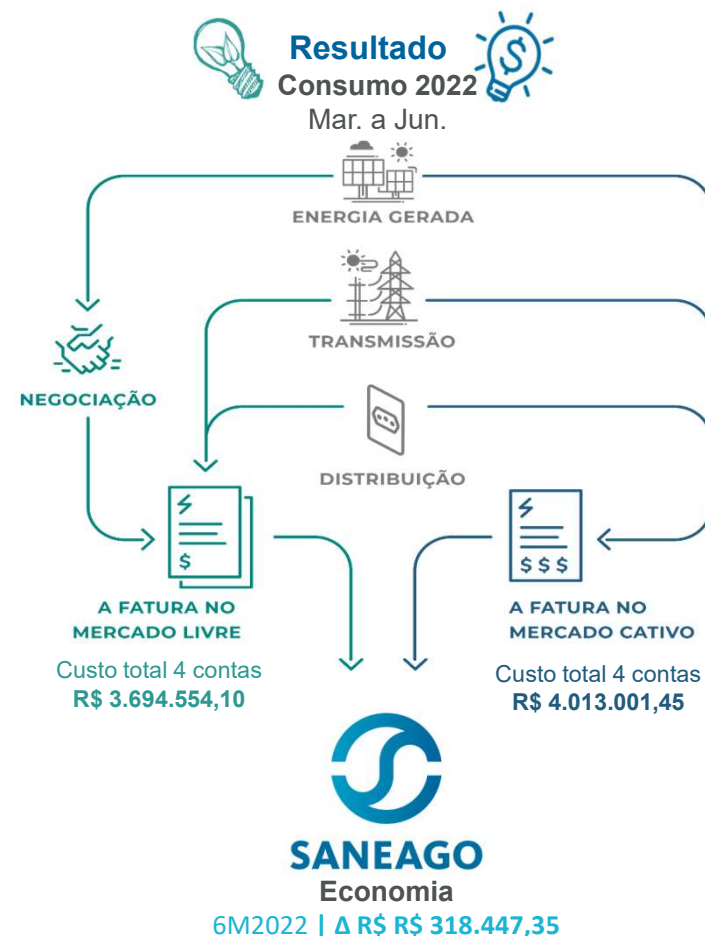 Resultado
Consumo 2022
Mar. a Jun.
ENERGIA GERADA
TRANSMISSÃO
NEGOCIAÇÃO
DISTRIBUIÇÃO
$
$ $ $
A FATURA NO
MERCADO LIVRE
Custo total 4 contas
R$ 3.694.554,10
A FATURA NO
MERCADO CATIVO
Custo total 4 contas
R$ 4.013.001,45
SANEAGO
Economia
6M2022 | Δ R$ R$ 318.447,35